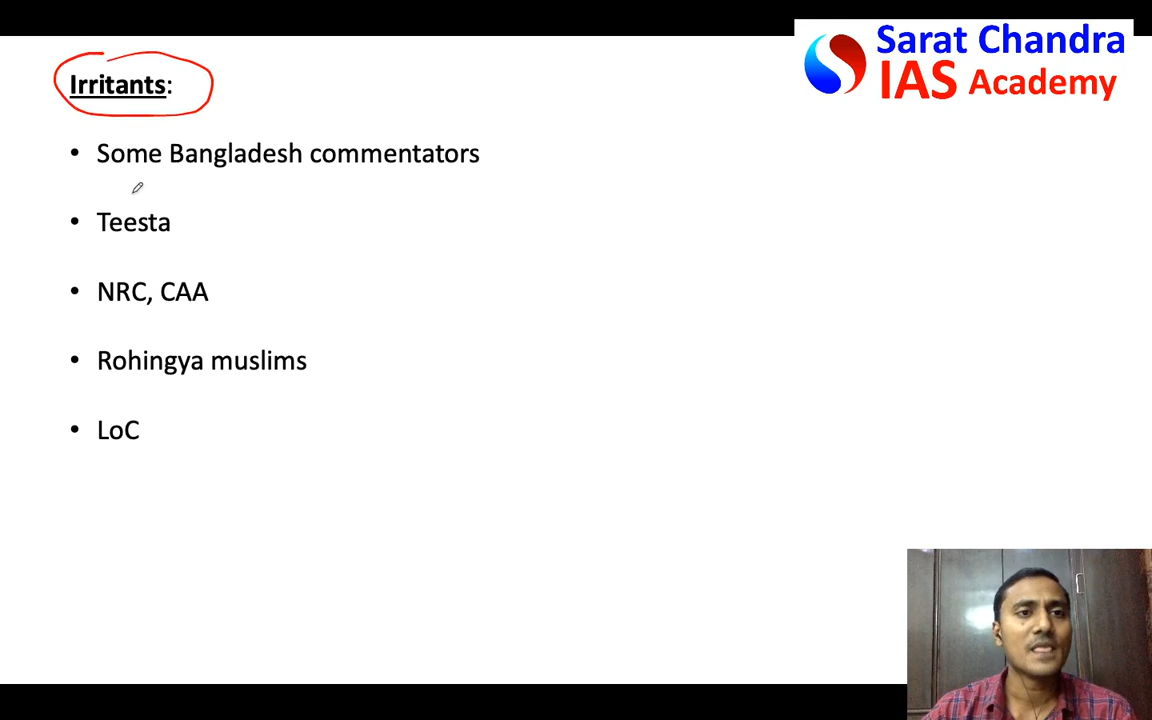 Sarat Chandra
IAS Academy
Irritants:
• Some Bangladesh commentators
• Teesta
• NRC, CAA
• Rohingya muslims
• LoC